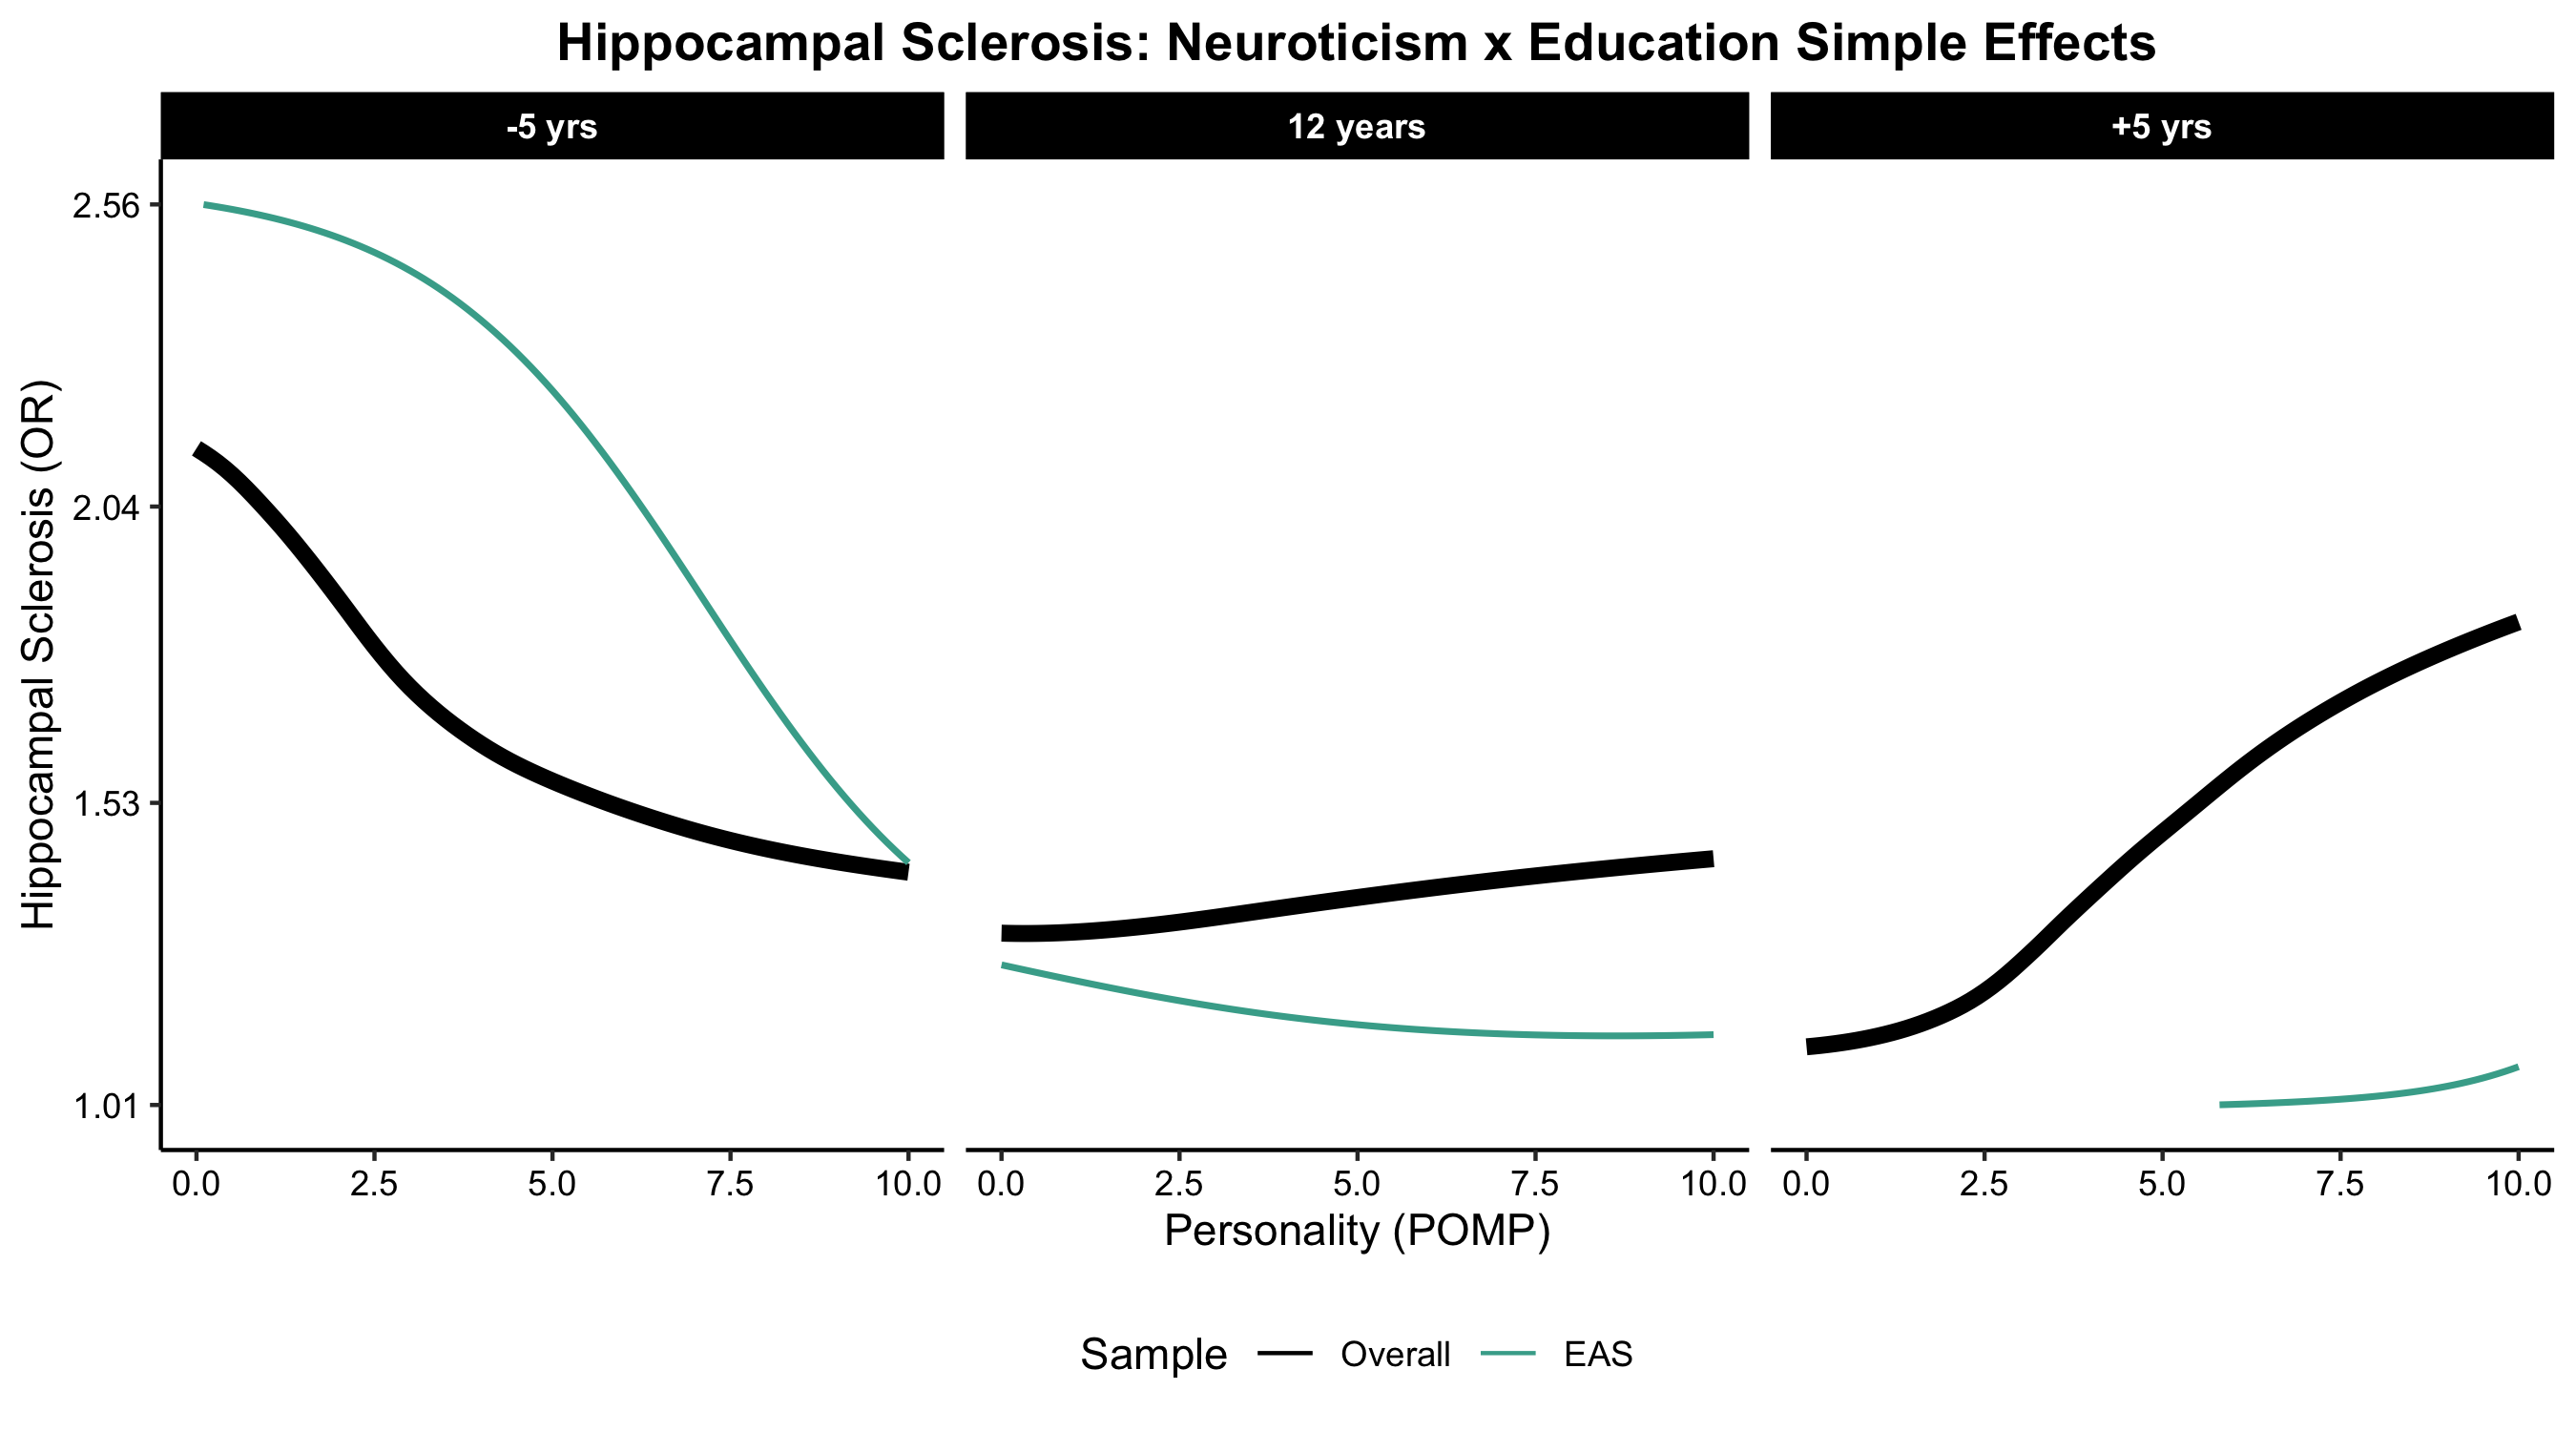 Hippocampal Sclerosis: Neuroticism x Education Simple Effects
-5 yrs
12 years
+5 yrs
Hippocampal Sclerosis (OR)
2.56
2.04
1.53
1.01
0.0 2.5 5.0 7.5 10.0
0.0 2.5 5.0 7.5 10.0
0.0 2.5 5.0 7.5 10.0
Personality (POMP)
Sample Overall EAS